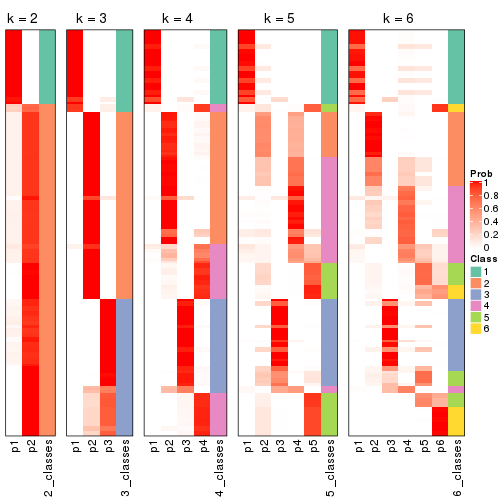 k = 2
k = 3
k = 4
k = 5
k = 6
p1
p2
2_classes
p1
p2
p3
3_classes
p1
p2
p3
p4
4_classes
p1
p2
p3
p4
p5
5_classes
p1
p2
p3
p4
p5
p6
6_classes
Prob
1
0.8
0.6
0.4
0.2
0
Class
1
2
3
4
5
6